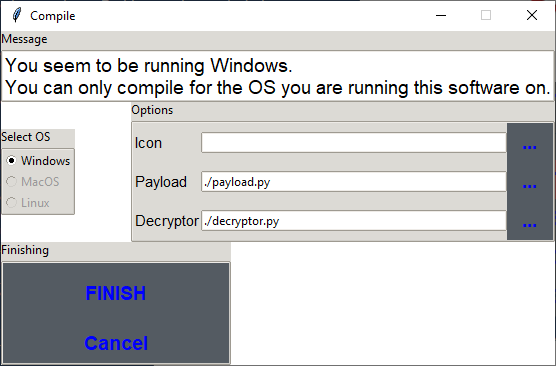 Compile
Message
You seem to be running Windows.
You can only compile for the OS you are running this software on.
Options
Select OS
Windows
MacOS
Linux
Icon
...
Payload
./payload.py
...
Decryptor
./decryptor.py
...
Finishing
FINISH
Cancel